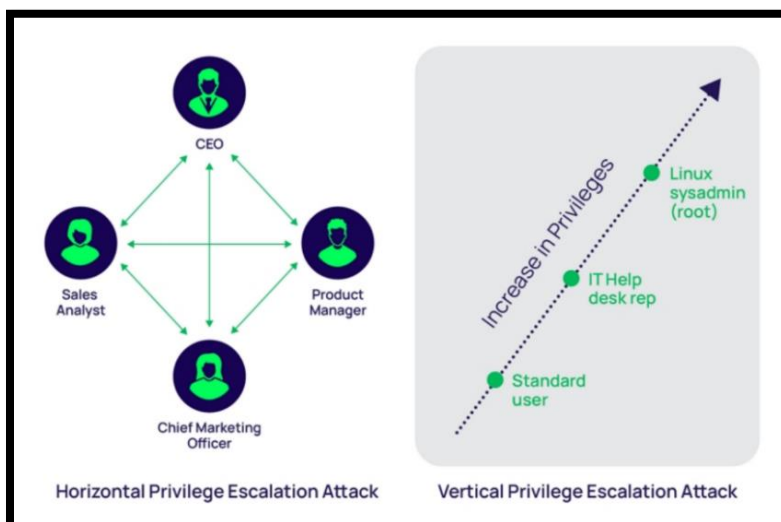 CEO
Sales
Analyst
Product
Manager
Chief Marketing
Officer
Horizontal Privilege Escalation Attack
Increase in Privileges
Linux
sysadmin
(root)
IT Help
desk rep
Standard
user
Vertical Privilege Escalation Attack